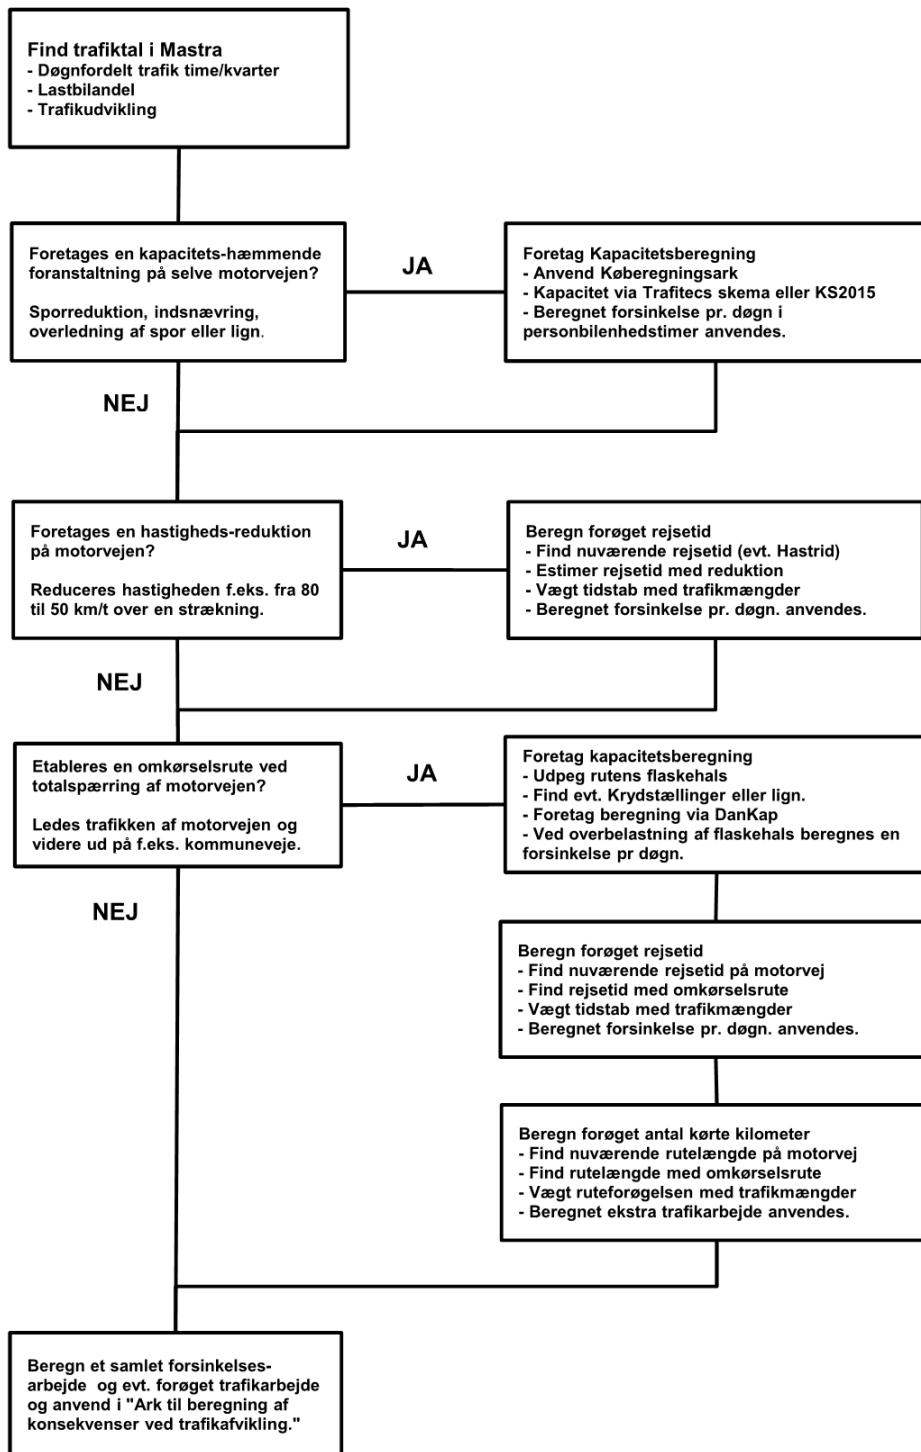 Find trafiktal i Mastra
- Døgnfordelt trafik time/kvarter
- Lastbilandel
- Trafikudvikling
Foretages en kapacitets-hæmmende
foranstaltning på selve motorvejen?
Sporreduktion, indsnævring,
overledning af spor eller lign.
JA
Foretag Kapacitetsberegning
- Anvend Køberegningsark
- Kapacitet via Trafitecs skema eller KS2015
- Beregnet forsinkelse pr. døgn i
personbilenhedstimer anvendes.
NEJ
Foretages en hastigheds-reduktion
på motorvejen?
Reduceres hastigheden f.eks. fra 80
til 50 km/t over en strækning.
JA
Beregn forøget rejsetid
- Find nuværende rejsetid (evt. Hastrid)
- Estimer rejsetid med reduktion
- Vægt tidstab med trafikmængder
- Beregnet forsinkelse pr. døgn. anvendes.
NEJ
Etableres en omkørselsrute ved
totalspærring af motorvejen?
Ledes trafikken af motorvejen og
videre ud på f.eks. kommuneveje.
JA
Foretag kapacitetsberegning
- Udpeg rutens flaskehals
- Find evt. Krydstællinger eller lign.
- Foretag beregning via DanKap
- Ved overbelastning af flaskehals beregnes en
forsinkelse pr døgn.
NEJ
Beregn forøget rejsetid
- Find nuværende rejsetid på motorvej
- Find rejsetid med omkørselsrute
- Vægt tidstab med trafikmængder
- Beregnet forsinkelse pr. døgn. anvendes.
Beregn forøget antal kørte kilometer
- Find nuværende rutelængde på motorvej
- Find rutelængde med omkørselsrute
- Vægt ruteforøgelsen med trafikmængder
- Beregnet ekstra trafikarbejde anvendes.
Beregn et samlet forsinkelses-
arbejde og evt. forøget trafikarbejde
og anvend i "Ark til beregning af
konsekvenser ved trafikafvikling."